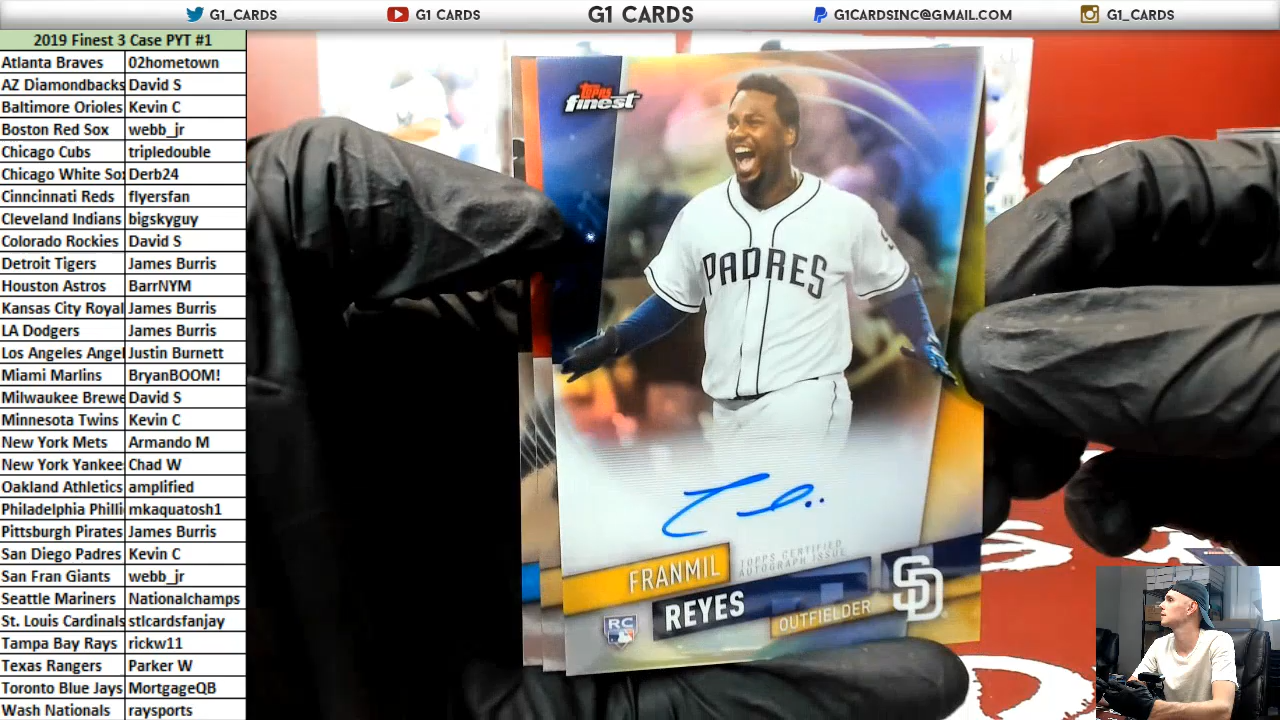 G1_CARDS
G1 CARDS
G1 CARDS
G1CARDSINC@GMAIL.COM
G1_CARDS
2019 Finest 3 Case PYT #1
Atlanta Braves 02hometown
AZ Diamondbacks David S
Baltimore Orioles Kevin C
Boston Red Sox webb_jr
Chicago Cubs tripledouble
Chicago White Sox Derb24
Cinncinnati Reds flyersfan
Cleveland Indians bigskyguy
Colorado Rockies David S
Detroit Tigers James Burris
Houston Astros BarrNYM
Kansas City Royal James Burris
LA Dodgers James Burris
Los Angeles Angel Justin Burnett
Miami Marlins BryanBOOM!
Milwaukee Brewe David S
Minnesota Twins Kevin C
New York Mets Armando M
New York Yankee Chad W
Oakland Athletics amplified
Philadelphia Philli mkaquatosh1
Pittsburgh Pirates James Burris
San Diego Padres Kevin C
San Fran Giants webb_jr
Seattle Mariners Nationalchamps
St. Louis Cardinals stlcardsfanjay
Tampa Bay Rays rickw11
Texas Rangers Parker W
Toronto Blue Jays MortgageQB
Wash Nationals raysports
TOPPS
finest
PADRES
TOPPS CERTIFIED
AUTOGRAPH ISSUE
FRANMIL
REYES
OUTFIELDER
SD
RC